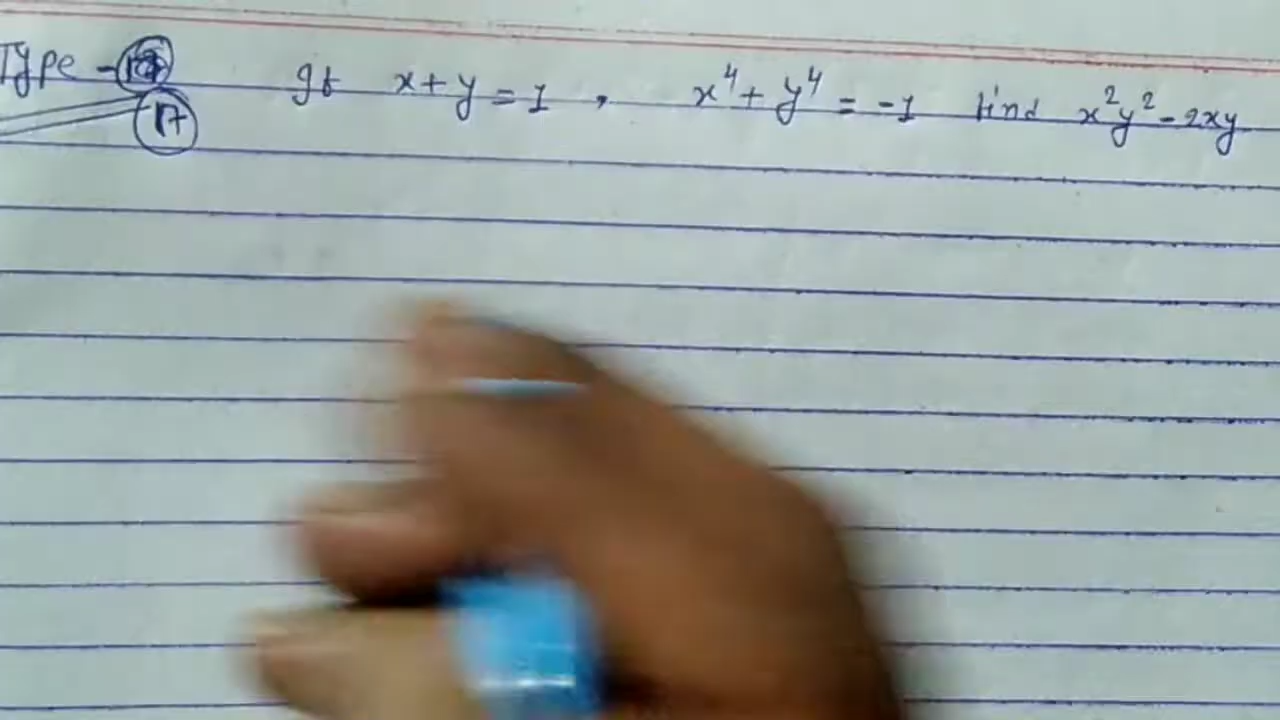 Type - 17 If x + y = 1 , x⁴ + y⁴ = -1 find x²y² - 2xy